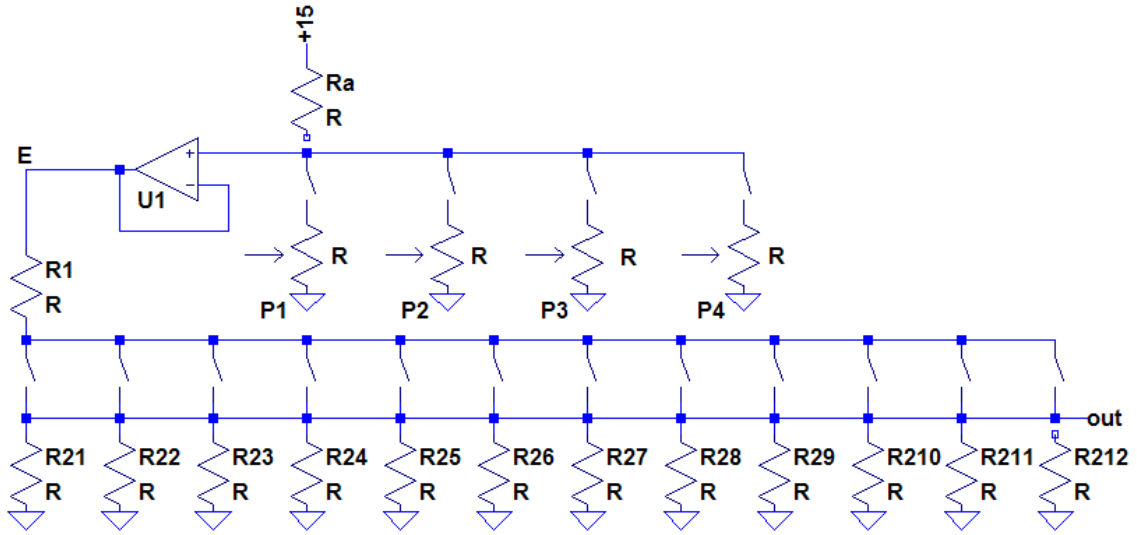 +15
Ra
R
E
+
−
U1
R R R R
R1
R
P1 P2 P3 P4
out
R21 R22 R23 R24 R25 R26 R27 R28 R29 R210 R211 R212
R R R R R R R R R R R R